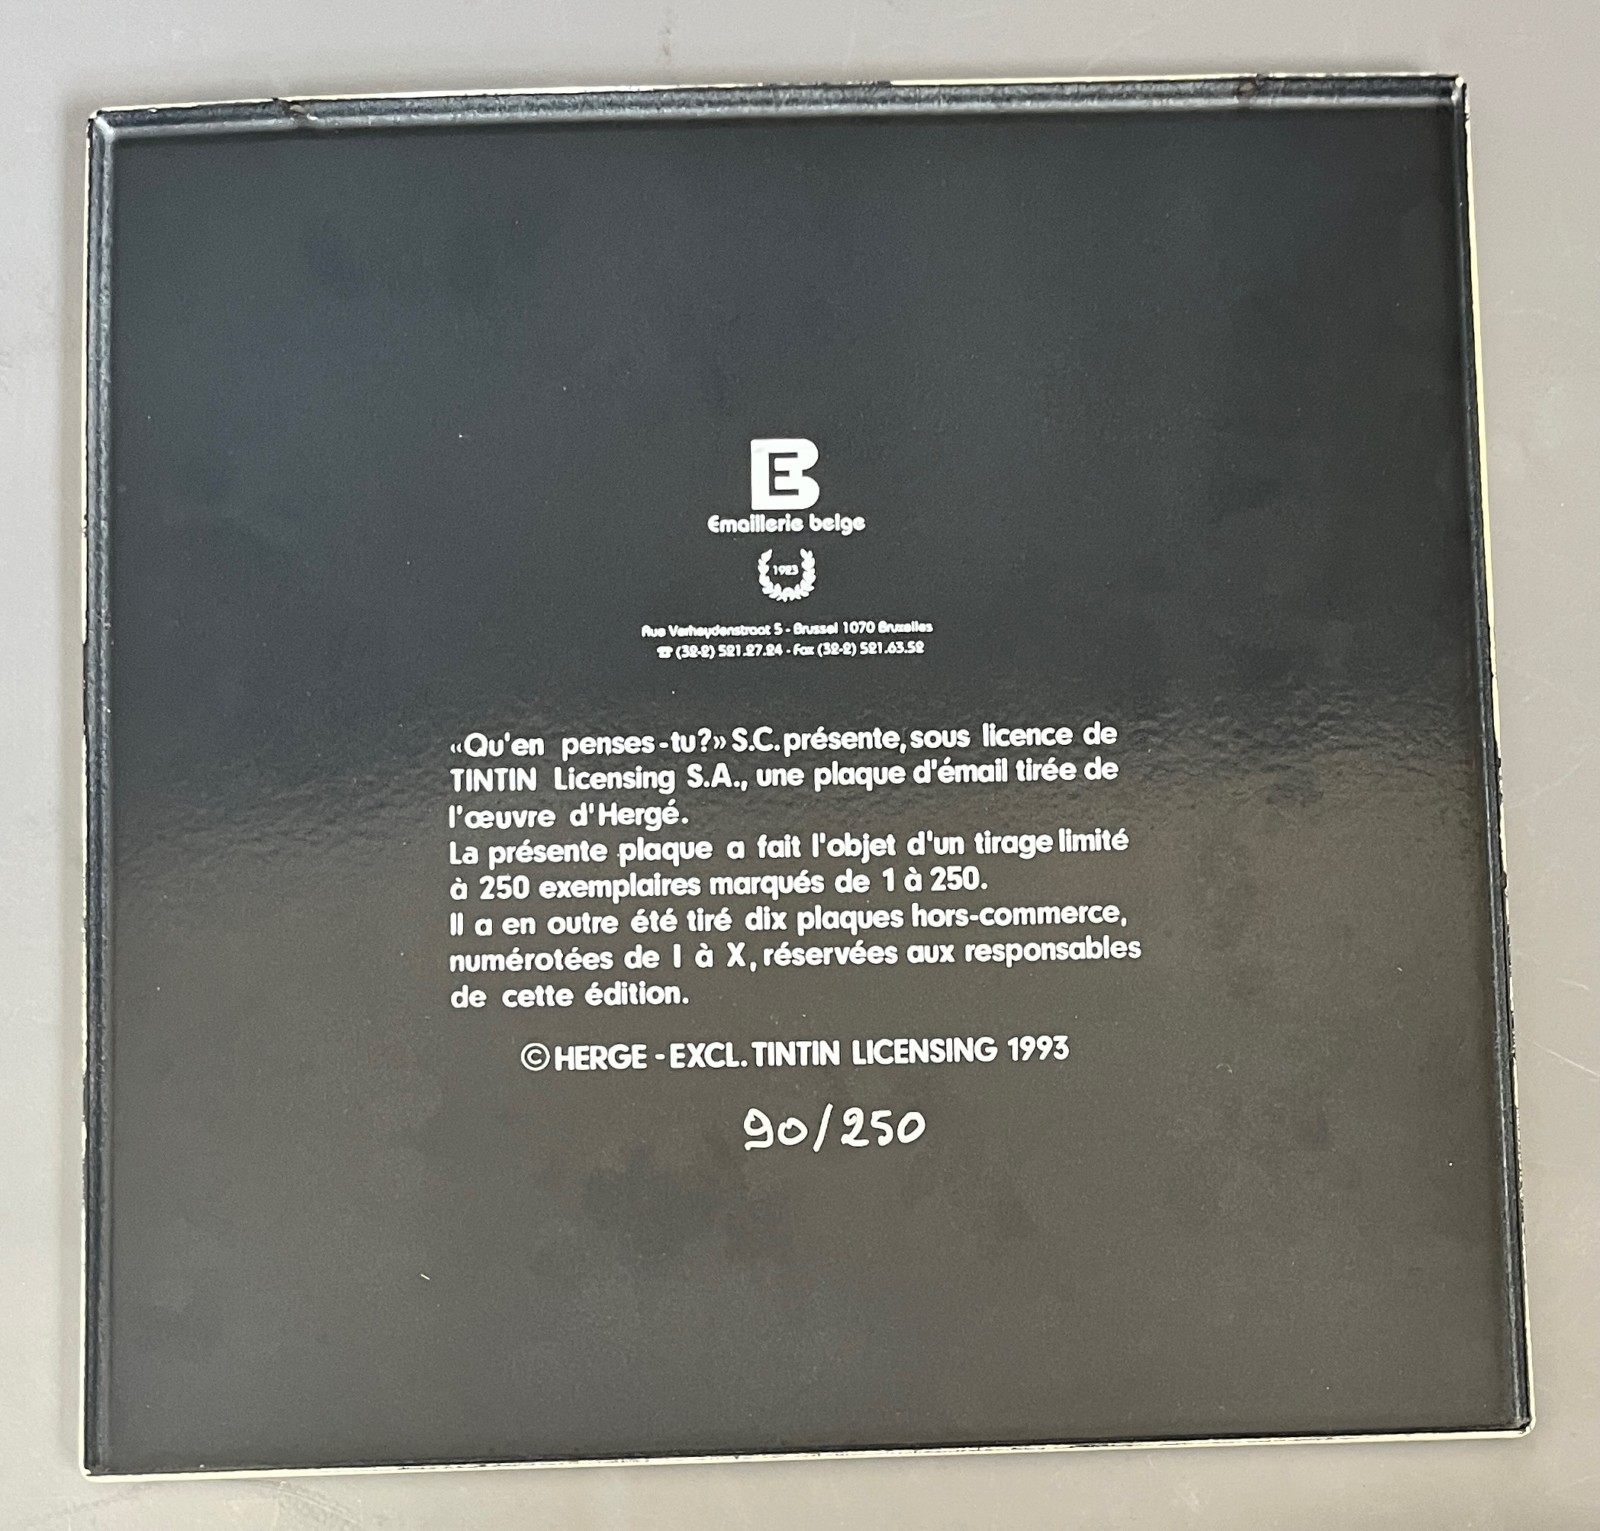 EB
Emaillerie belge
1923
Rue Verheydenstraat 5 - Brussel 1070 Bruxelles
☎ (32-2) 521.27.24 - Fax (32-2) 521.63.52
«Qu'en penses-tu?» S.C. présente, sous licence de
TINTIN Licensing S.A., une plaque d'émail tirée de
l'œuvre d'Hergé.
La présente plaque a fait l'objet d'un tirage limité
à 250 exemplaires marqués de 1 à 250.
Il a en outre été tiré dix plaques hors-commerce,
numérotées de I à X, réservées aux responsables
de cette édition.
© HERGE - EXCL. TINTIN LICENSING 1993
90/250